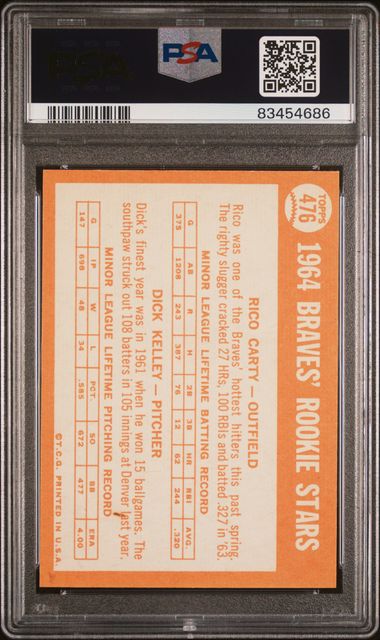 PSA
PSA
83454686
TOPPS
476
1964 BRAVES' ROOKIE STARS
RICO CARTY — OUTFIELD
Rico was one of the Braves' hottest hitters this past spring.
The righty slugger cracked 27 HRs, 100 RBIs and batted .327 in '63.
MINOR LEAGUE LIFETIME BATTING RECORD
G AB R H 2B 3B HR RBI AVG.
375 1208 243 387 76 12 62 244 .320
DICK KELLEY — PITCHER
Dick's finest year was in 1961 when he won 15 ballgames. The
southpaw struck out 108 batters in 105 innings at Denver last year.
MINOR LEAGUE LIFETIME PITCHING RECORD
G IP W L PCT. SO BB ERA
147 698 48 34 .585 672 477 4.00
©T.C.G. PRINTED IN U.S.A.